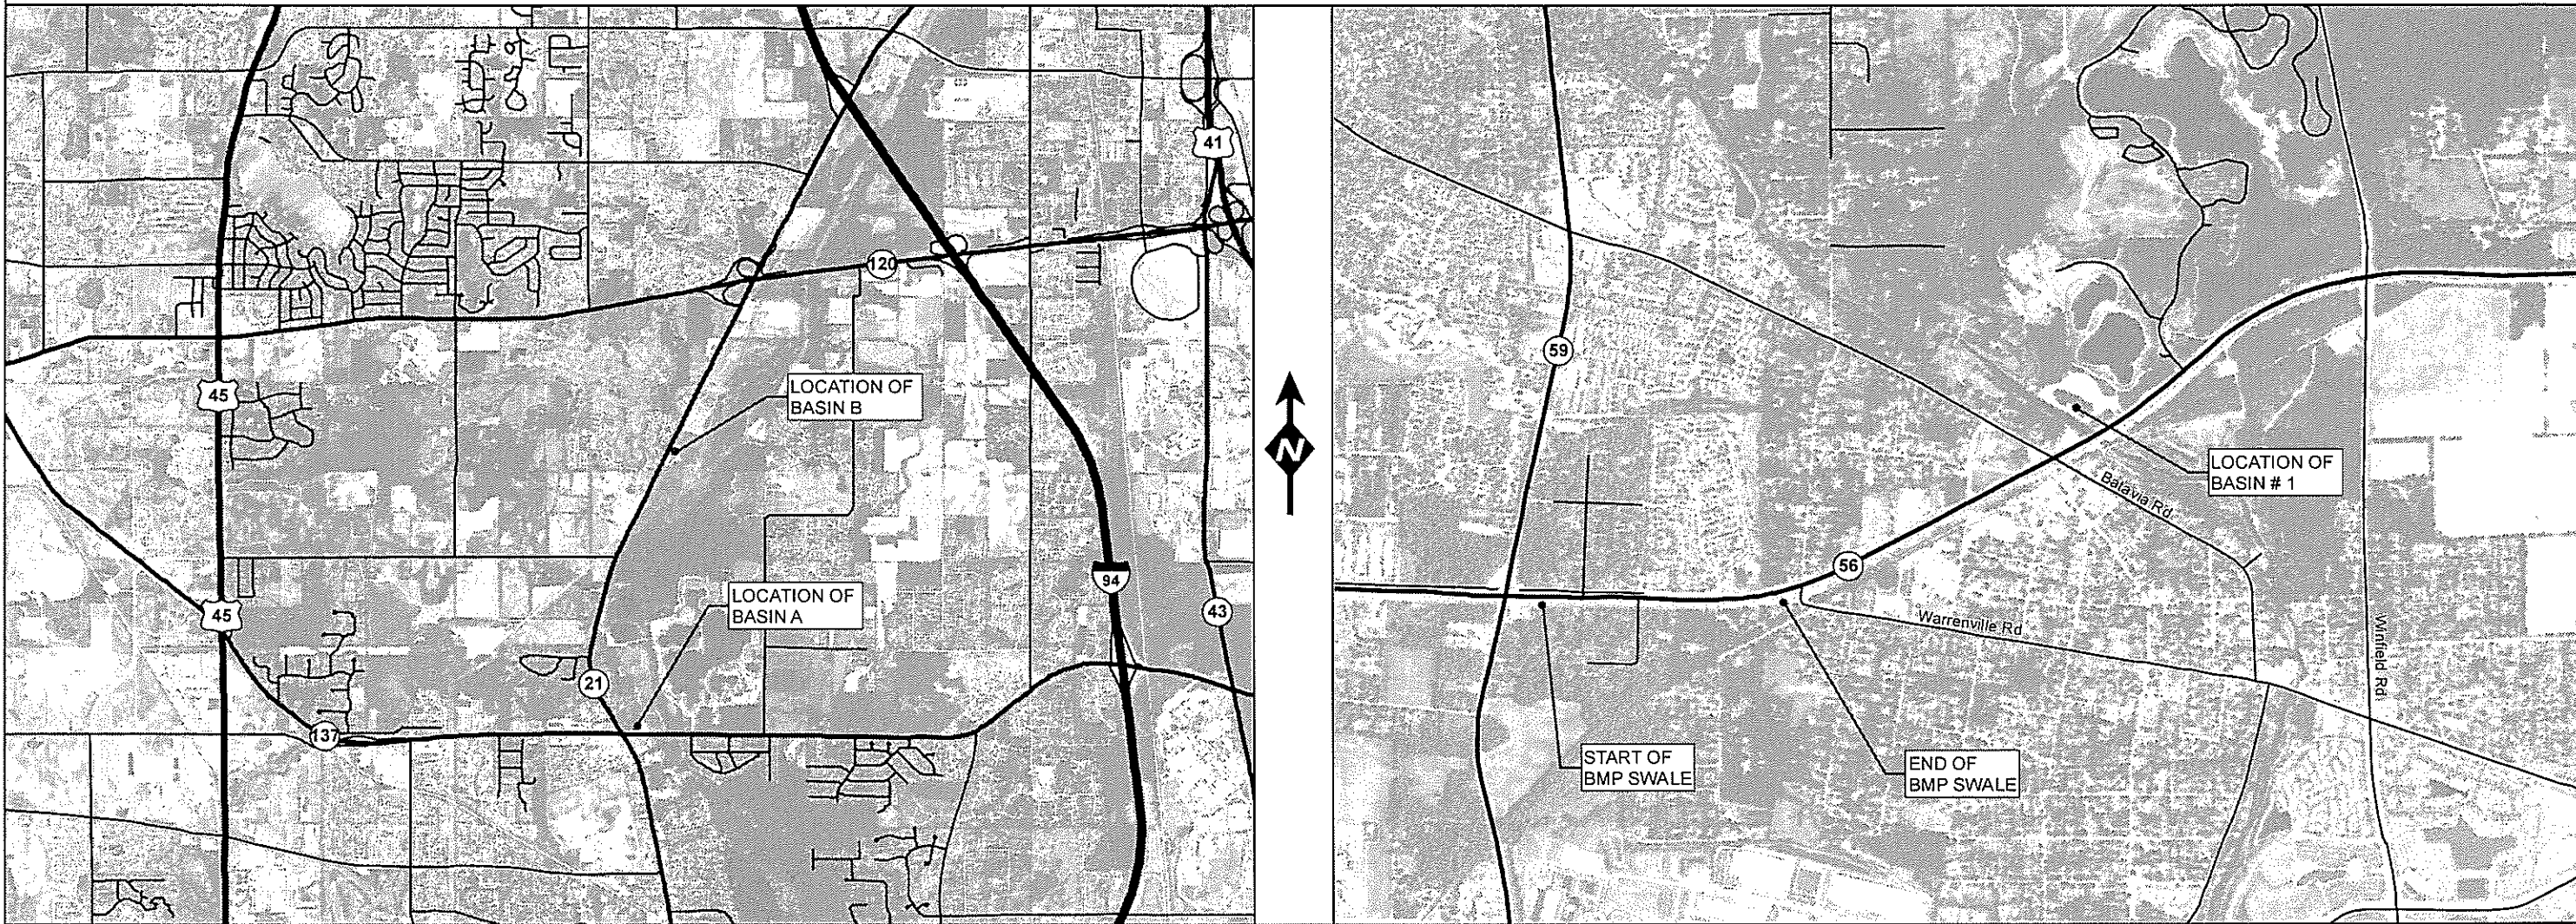 41
120
LOCATION OF
BASIN B
45
LOCATION OF
BASIN A
94
45
43
21
137
N
59
LOCATION OF
BASIN # 1
Batavia Rd
56
Warrenville Rd
Winfield Rd
START OF
BMP SWALE
END OF
BMP SWALE